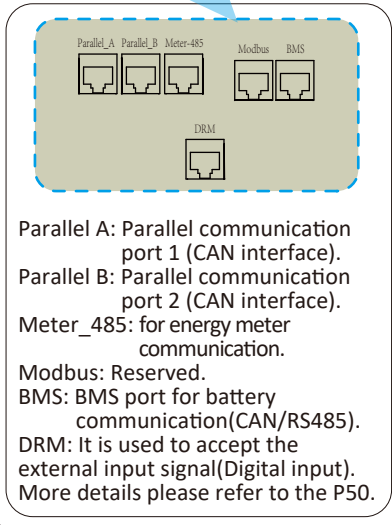 Parallel_A Parallel_B Meter-485 Modbus BMS
DRM
Parallel A: Parallel communication
port 1 (CAN interface).
Parallel B: Parallel communication
port 2 (CAN interface).
Meter_485: for energy meter
communication.
Modbus: Reserved.
BMS: BMS port for battery
communication(CAN/RS485).
DRM: It is used to accept the
external input signal(Digital input).
More details please refer to the P50.